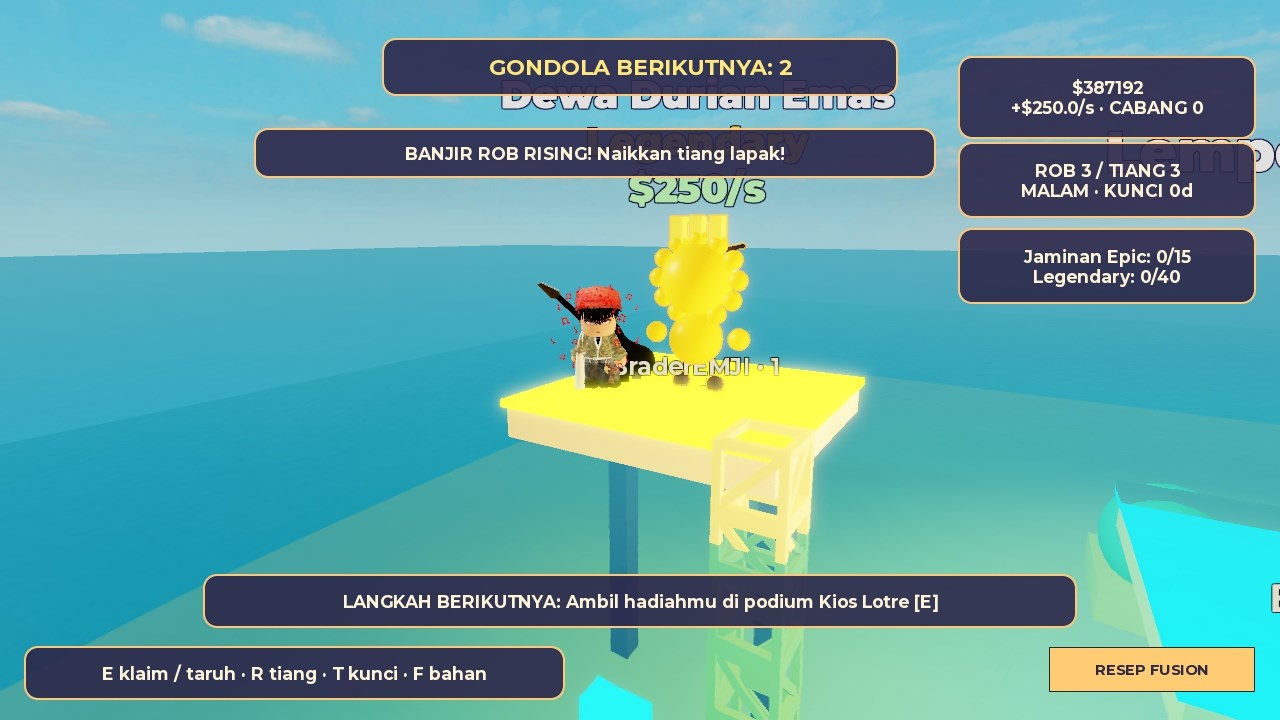 GONDOLA BERIKUTNYA: 2
Dewa Durian Emas
Legendary
BANJIR ROB RISING! Naikkan tiang lapak!
$250/s
$387192
+$250.0/s · CABANG 0
ROB 3 / TIANG 3
MALAM · KUNCI 0d
Jaminan Epic: 0/15
Legendary: 0/40
LANGKAH BERIKUTNYA: Ambil hadiahmu di podium Kios Lotre [E]
E klaim / taruh · R tiang · T kunci · F bahan
RESEP FUSION